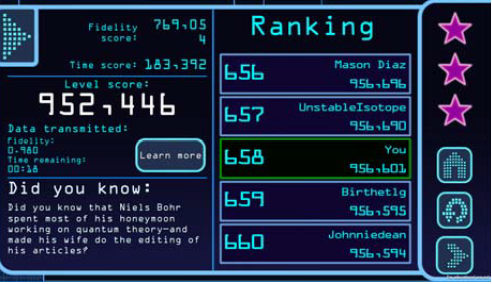 Fidelity score: 769,05
4
Time score: 183,392
Level score:
952,446
Data transmitted:
Fidelity:
0.980
Time remaining:
00:18
Learn more
Did you know:
Did you know that Niels Bohr
spent most of his honeymoon
working on quantum theory—and
made his wife do the editing of
his articles?
Ranking
656
Mason Diaz
956,696
657
UnstableIsotope
956,690
658
You
956,601
659
Birthetlg
956,595
660
Johnniedean
956,594